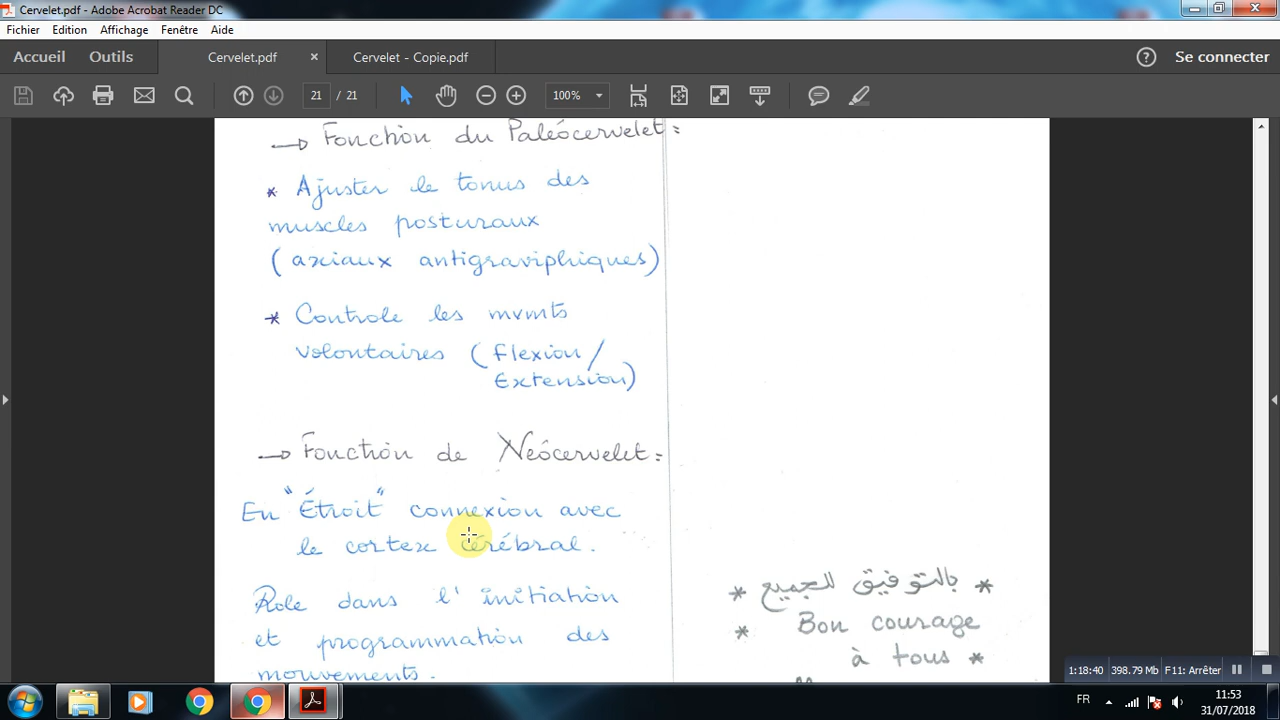 Cervelet.pdf - Adobe Acrobat Reader DC
Fichier Edition Affichage Fenêtre Aide
Accueil Outils Cervelet.pdf × Cervelet - Copie.pdf Se connecter
21 / 21 100%
→ Fonction du Paléocervelet:
* Ajuster le tonus des
muscles posturaux
(axiaux antigraviphiques)
* Controle les mvmts
volontaires (Flexion/
Extension)
→ Fonction de Néocervelet:
En "Étroit" connexion avec
le cortex cérébral.
Role dans l'initiation
et programmation des
mouvements.
* بالتوفيق للجميع *
* Bon courage
à tous *
1:18:40 398.79 Mb F11: Arrêter
FR 11:53
31/07/2018